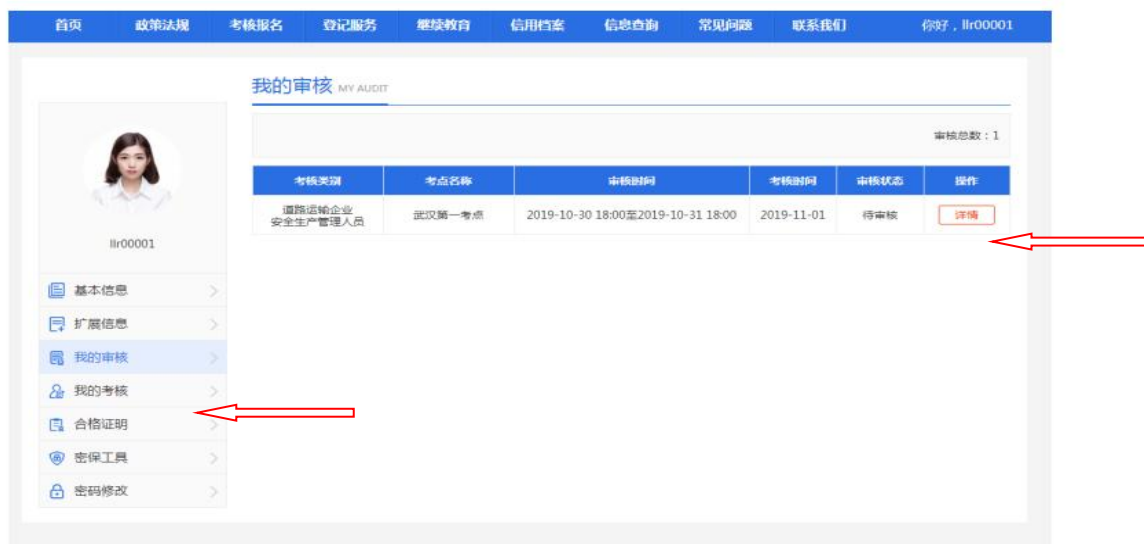 首页 政策法规 考核报名 登记服务 继续教育 信用档案 信息查询 常见问题 联系我们 你好，llr00001
我的审核 MY AUDIT
审核总数：1
考核类别 考点名称 审核时间 考核时间 审核状态 操作
道路运输企业
安全生产管理人员 武汉第一考点 2019-10-30 18:00至2019-10-31 18:00 2019-11-01 待审核 详情
llr00001
基本信息
扩展信息
我的审核
我的考核
合格证明
密保工具
密码修改